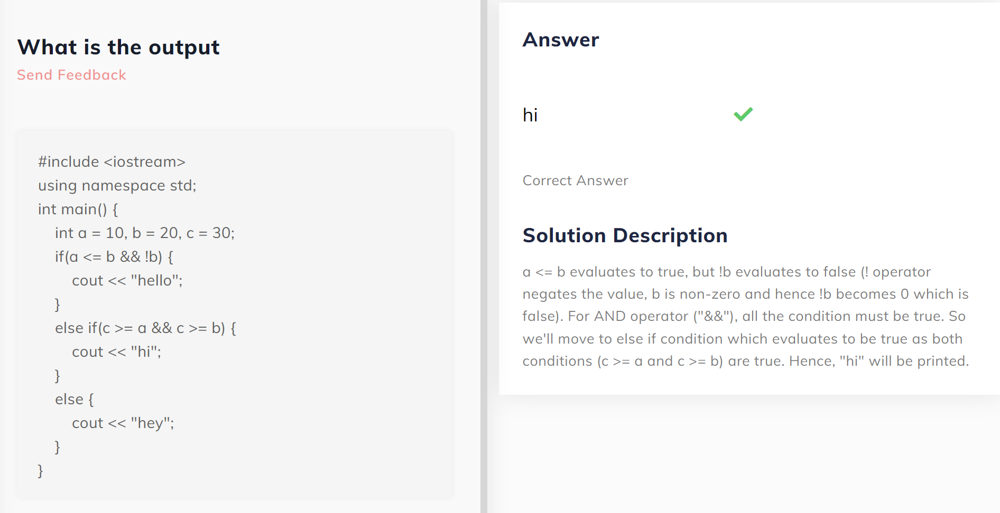 What is the output
Send Feedback
#include <iostream>
using namespace std;
int main() {
    int a = 10, b = 20, c = 30;
    if(a <= b && !b) {
        cout << "hello";
    }
    else if(c >= a && c >= b) {
        cout << "hi";
    }
    else {
        cout << "hey";
    }
}
Answer
hi
Correct Answer
Solution Description
a <= b evaluates to true, but !b evaluates to false (! operator
negates the value, b is non-zero and hence !b becomes 0 which is
false). For AND operator ("&&"), all the condition must be true. So
we'll move to else if condition which evaluates to be true as both
conditions (c >= a and c >= b) are true. Hence, "hi" will be printed.